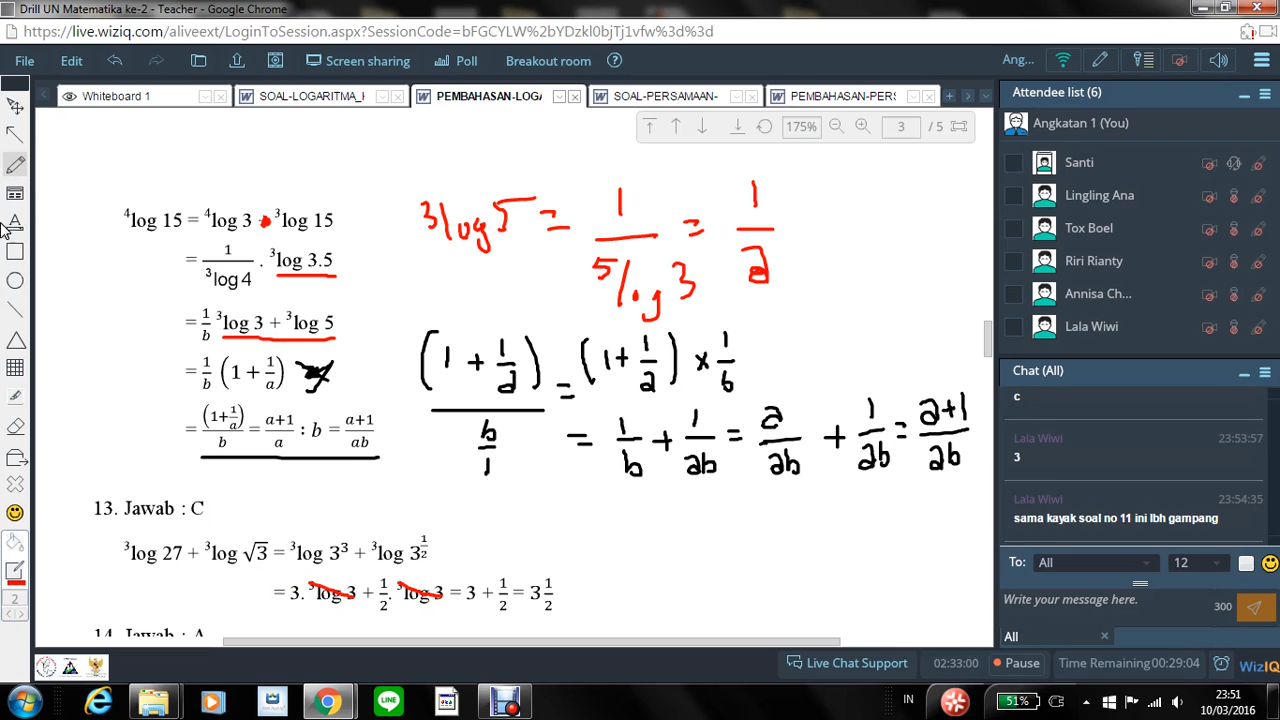 Drill UN Matematika ke-2 - Teacher - Google Chrome
https://live.wiziq.com/aliveext/LoginToSession.aspx?SessionCode=bFGCYLW%2bYDzkl0bjTj1vfw%3d%3d
File Edit Screen sharing Poll Breakout room Ang...
Whiteboard 1 SOAL-LOGARITMA_ PEMBAHASAN-LOGA SOAL-PERSAMAAN- PEMBAHASAN-PERS
175% 3 / 5
⁴log 15 = ⁴log 3 . ³log 15
= 1/³log 4 . ³log 3.5
= 1/b ³log 3 + ³log 5
= 1/b (1 + 1/a)
= (1+1/a)/b = a+1/a : b = a+1/ab
³log 5 = 1/⁵log 3 = 1/a
(1 + 1/a)/(b/1) = (1 + 1/a) × 1/b
= 1/b + 1/ab = a/ab + 1/ab = a+1/ab
13. Jawab : C
³log 27 + ³log √3 = ³log 3³ + ³log 3^1/2
= 3. ³log 3 + 1/2. ³log 3 = 3 + 1/2 = 3 1/2
14. Jawab : A
Attendee list (6)
Angkatan 1 (You)
Santi
Lingling Ana
Tox Boel
Riri Rianty
Annisa Ch...
Lala Wiwi
Chat (All)
c
Lala Wiwi 23:53:57
3
Lala Wiwi 23:54:35
sama kayak soal no 11 ini lbh gampang
To: All 12
Write your message here. 300
All
2
Live Chat Support 02:33:00 Pause Time Remaining 00:29:04 WizIQ
LINE
IN 51% 23:51
10/03/2016